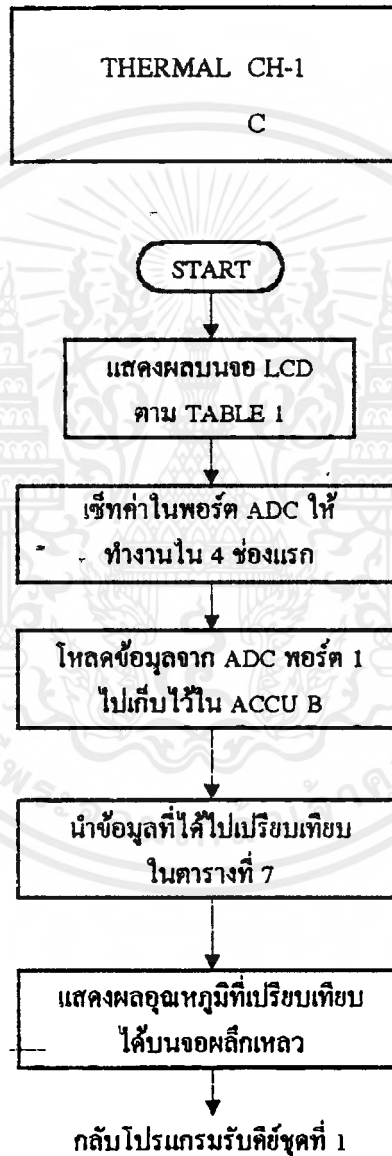 THERMAL CH-1
C
START
แสดงผลบนจอ LCD
ตาม TABLE 1
เซ็ทค่าในพอร์ต ADC ให้
ทำงานใน 4 ช่องแรก
โหลดข้อมูลจาก ADC พอร์ต 1
ไปเก็บไว้ใน ACCU B
นำข้อมูลที่ได้ไปเปรียบเทียบ
ในตารางที่ 7
แสดงผลอุณหภูมิที่เปรียบเทียบ
ได้บนจอผลึกเหลว
กลับโปรแกรมรับคีย์ชุดที่ 1